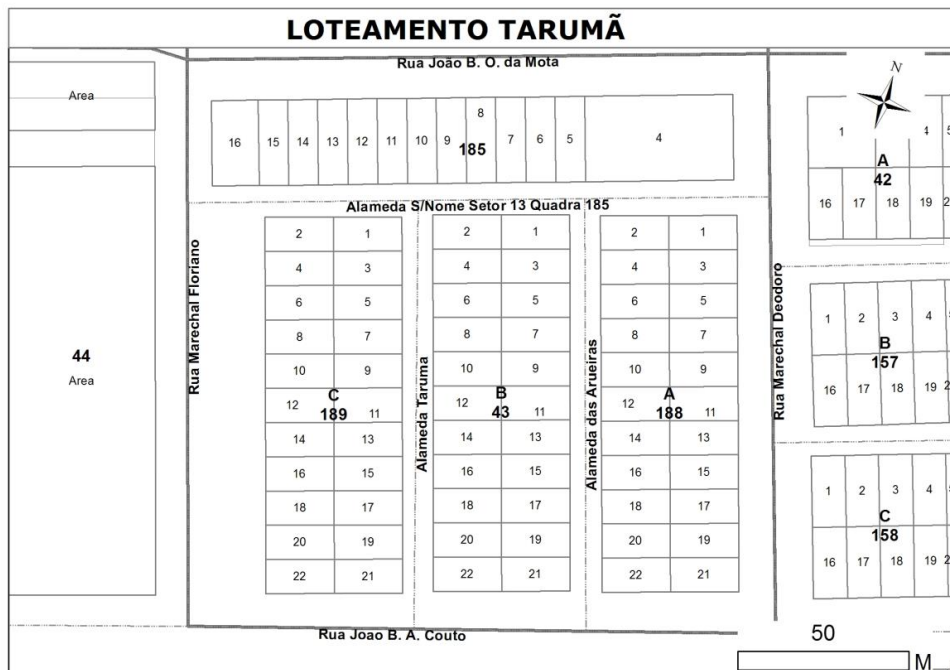 LOTEAMENTO TARUMÃ
Rua João B. O. da Mota
Area
N
16 15 14 13 12 11 10 9 8 7 6 5 4
185
1 4
A
42
16 17 18 19
Alameda S/Nome Setor 13 Quadra 185
Rua Marechal Floriano
Alameda Taruma
Alameda das Arueiras
Rua Marechal Deodoro
44
Area
2 1
4 3
6 5
8 7
10 9
12 11
C
189
14 13
16 15
18 17
20 19
22 21
2 1
4 3
6 5
8 7
10 9
12 11
B
43
14 13
16 15
18 17
20 19
22 21
2 1
4 3
6 5
8 7
10 9
12 11
A
188
14 13
16 15
18 17
20 19
22 21
1 2 3 4
B
157
16 17 18 19
1 2 3 4
C
158
16 17 18 19
Rua Joao B. A. Couto
50
M